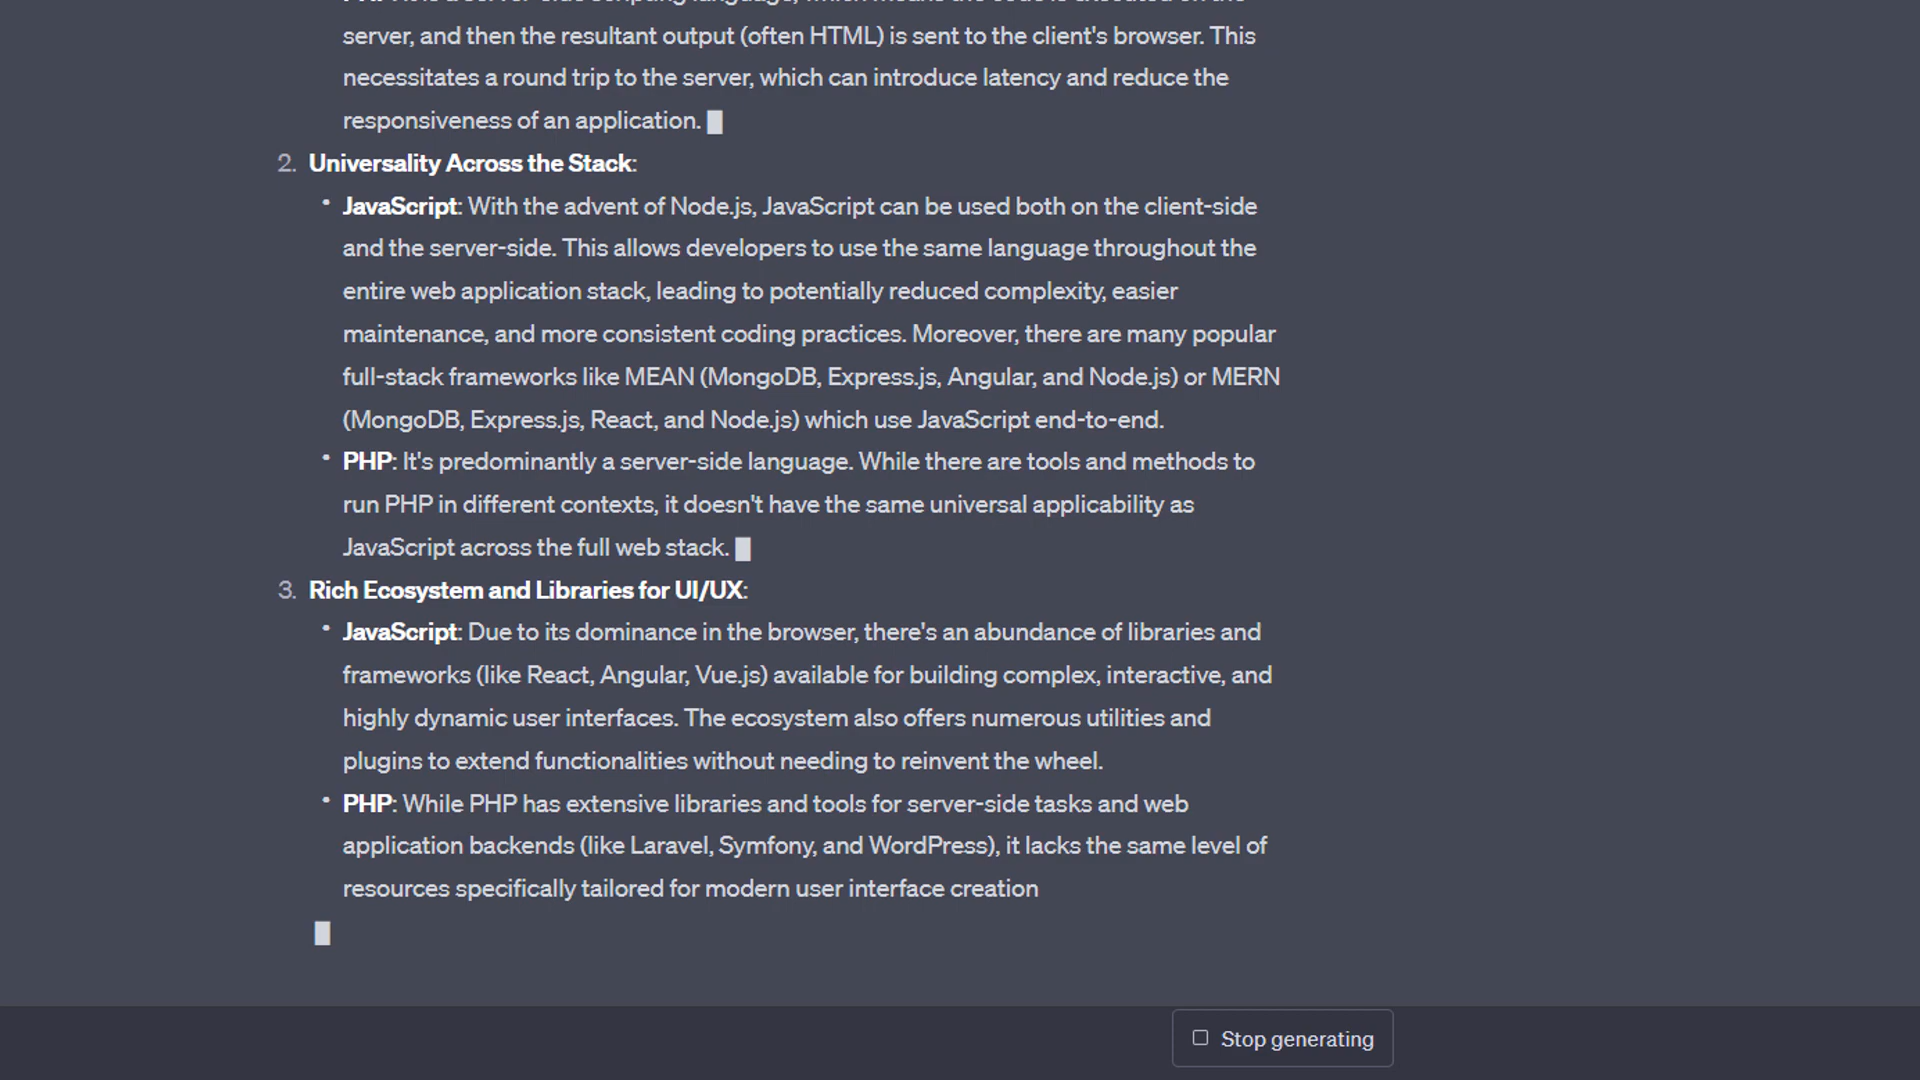 server, and then the resultant output (often HTML) is sent to the client's browser. This
necessitates a round trip to the server, which can introduce latency and reduce the
responsiveness of an application.
2. Universality Across the Stack:
• JavaScript: With the advent of Node.js, JavaScript can be used both on the client-side
and the server-side. This allows developers to use the same language throughout the
entire web application stack, leading to potentially reduced complexity, easier
maintenance, and more consistent coding practices. Moreover, there are many popular
full-stack frameworks like MEAN (MongoDB, Express.js, Angular, and Node.js) or MERN
(MongoDB, Express.js, React, and Node.js) which use JavaScript end-to-end.
• PHP: It's predominantly a server-side language. While there are tools and methods to
run PHP in different contexts, it doesn't have the same universal applicability as
JavaScript across the full web stack.
3. Rich Ecosystem and Libraries for UI/UX:
• JavaScript: Due to its dominance in the browser, there's an abundance of libraries and
frameworks (like React, Angular, Vue.js) available for building complex, interactive, and
highly dynamic user interfaces. The ecosystem also offers numerous utilities and
plugins to extend functionalities without needing to reinvent the wheel.
• PHP: While PHP has extensive libraries and tools for server-side tasks and web
application backends (like Laravel, Symfony, and WordPress), it lacks the same level of
resources specifically tailored for modern user interface creation
Stop generating